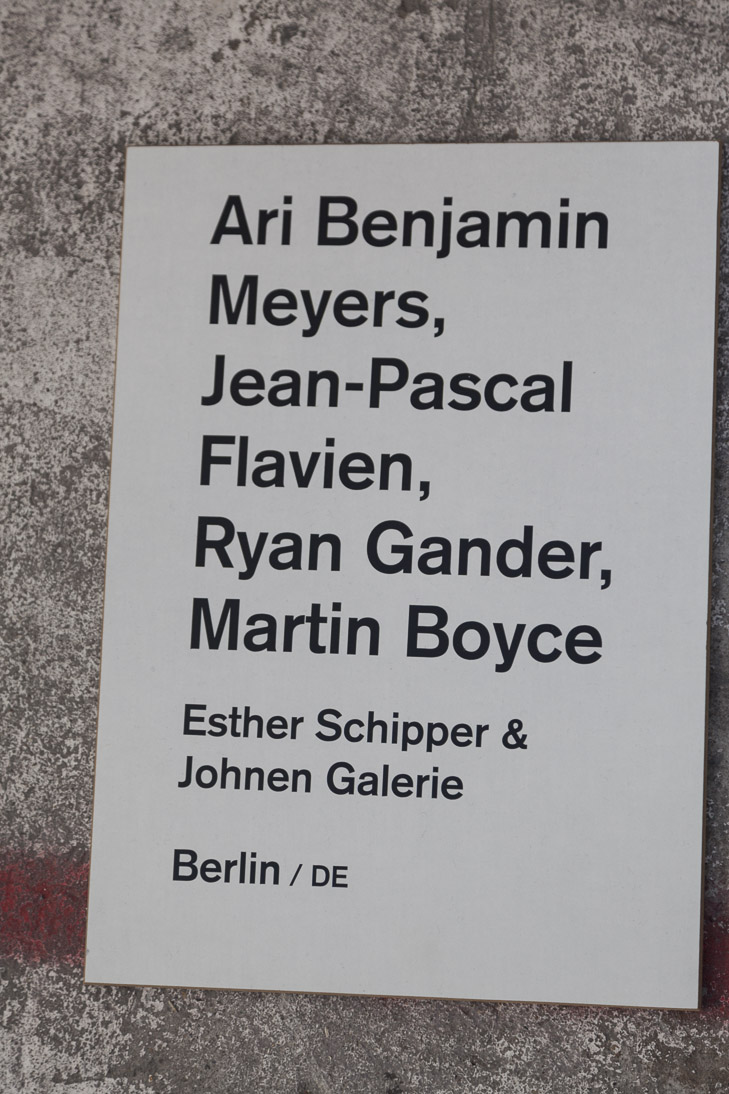 Ari Benjamin
Meyers,
Jean-Pascal
Flavien,
Ryan Gander,
Martin Boyce
Esther Schipper &
Johnen Galerie
Berlin / DE